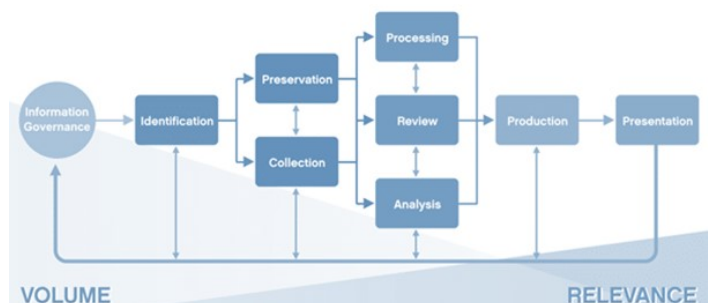 Information
Governance
Identification
Preservation
Collection
Processing
Review
Analysis
Production
Presentation
VOLUME
RELEVANCE